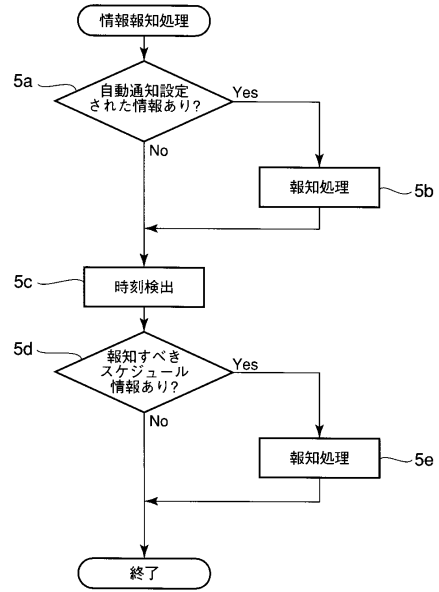 情報報知処理
5a
自動通知設定
された情報あり?
Yes
No
報知処理
5b
5c
時刻検出
5d
報知すべき
スケジュール
情報あり?
Yes
No
報知処理
5e
終了